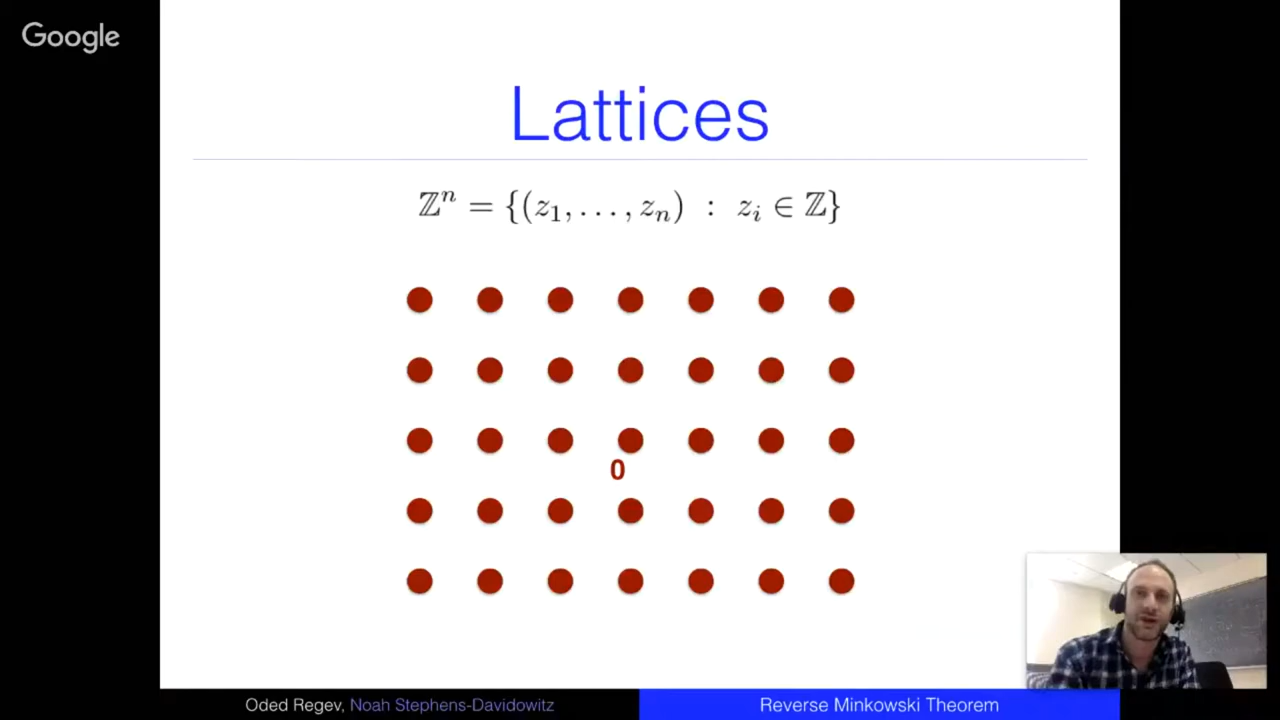 Google
Lattices
ℤⁿ = {(z₁, . . . , zₙ) : zᵢ ∈ ℤ}
0
Oded Regev, Noah Stephens-Davidowitz
Reverse Minkowski Theorem